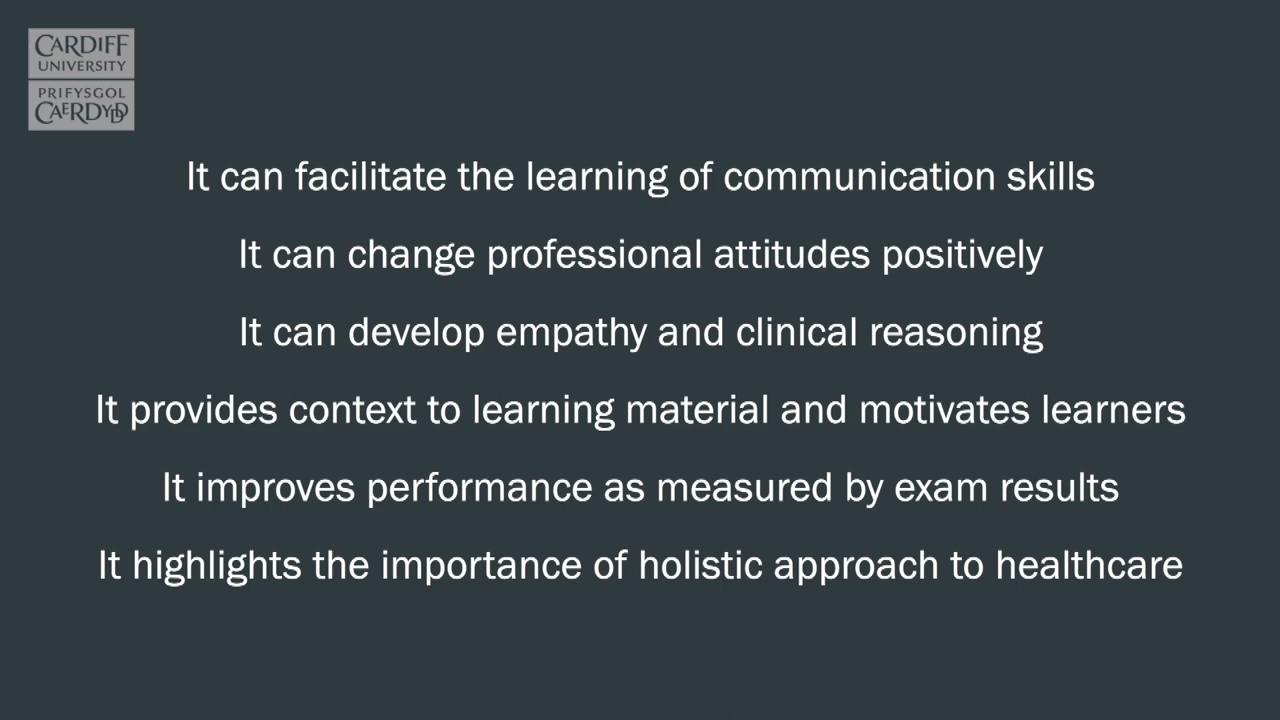 CARDIFF
UNIVERSITY
PRIFYSGOL
CAERDYDD
It can facilitate the learning of communication skills
It can change professional attitudes positively
It can develop empathy and clinical reasoning
It provides context to learning material and motivates learners
It improves performance as measured by exam results
It highlights the importance of holistic approach to healthcare